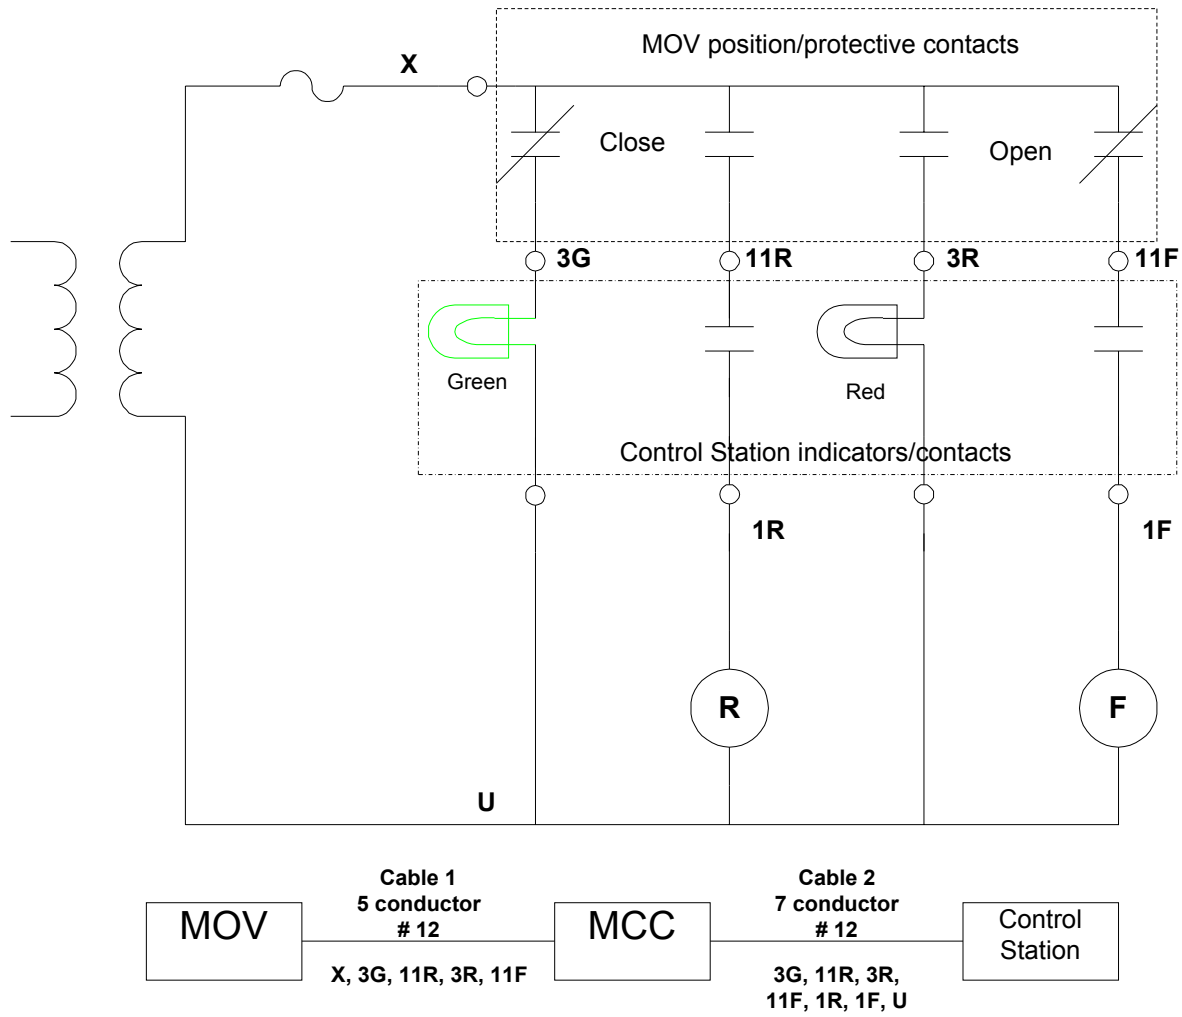 MOV position/protective contacts
X
Close
Open
3G
11R
3R
11F
Green
Red
Control Station indicators/contacts
1R
1F
R
F
U
Cable 1
5 conductor
# 12
Cable 2
7 conductor
# 12
MOV
MCC
Control
Station
X, 3G, 11R, 3R, 11F
3G, 11R, 3R,
11F, 1R, 1F, U